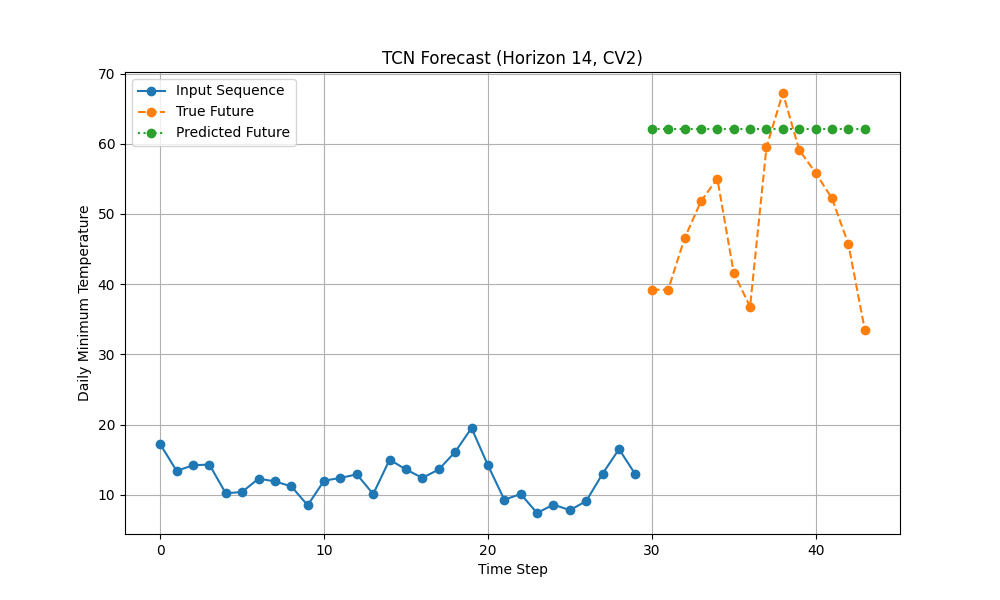 TCN Forecast (Horizon 14, CV2)
Input Sequence
True Future
Predicted Future
Daily Minimum Temperature
70
60
50
40
30
20
10
0 10 20 30 40
Time Step